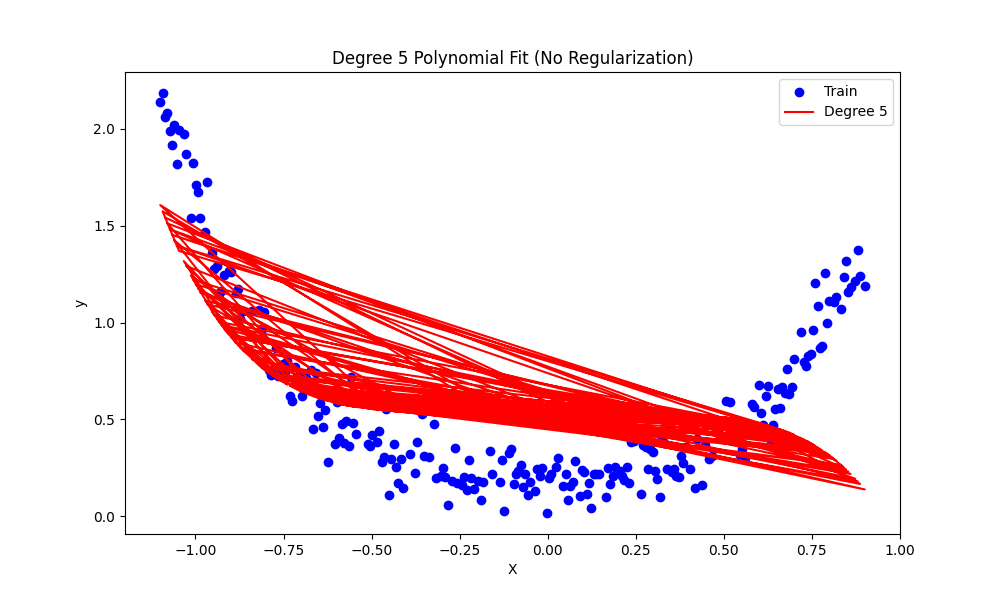 Degree 5 Polynomial Fit (No Regularization)
Train
Degree 5
2.0
1.5
1.0
0.5
0.0
y
−1.00 −0.75 −0.50 −0.25 0.00 0.25 0.50 0.75 1.00
X